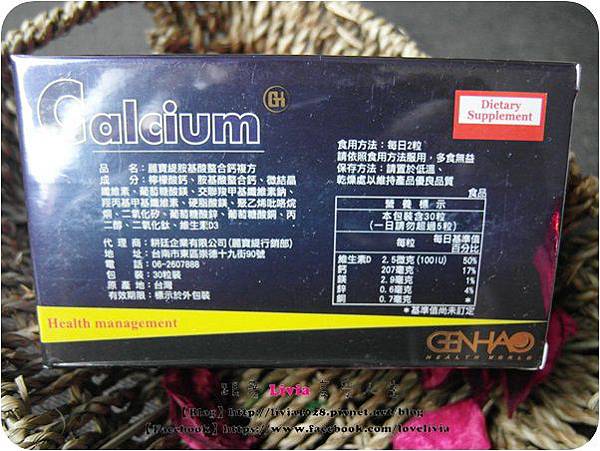 Calcium
GH
Dietary
Supplement
品 名：麗寶緹胺基酸螯合鈣複方
成 分：檸檬酸鈣、胺基酸螯合鈣、微結晶
纖維素、葡萄糖酸鎂、交聯羧甲基纖維素鈉、
羥丙基甲基纖維素、硬脂酸鎂、聚乙烯吡咯烷
酮、二氧化矽、葡萄糖酸鋅、葡萄糖酸銅、丙
二醇、二氧化鈦、維生素D3
代 理 商：耕廷企業有限公司(麗寶緹行銷部)
地 址：台南市東區崇德十九街90號
電 話：06-2607888
包 裝：30粒裝
原 產 地：台灣
有效期限：標示於外包裝
食用方法：每日2粒
請依照食用方法服用，多食無益
保存方法：請置於低溫、
乾燥處以維持產品優良品質
食品
營養標示
本包裝含30粒
(一日請勿超過5粒)
每粒 每日基準值百分比
維生素D 2.5微克(100IU) 50%
鈣 207毫克 17%
鎂 2.9毫克 1%
鋅 0.6毫克 4%
銅 0.7毫克 *
*基準值尚未訂定
Health management
GENHAO
HEALTH WORLD
Livia
【Blog】http://livia1028.pixnet.net/blog
【Facebook】https://www.facebook.com/lovelivia